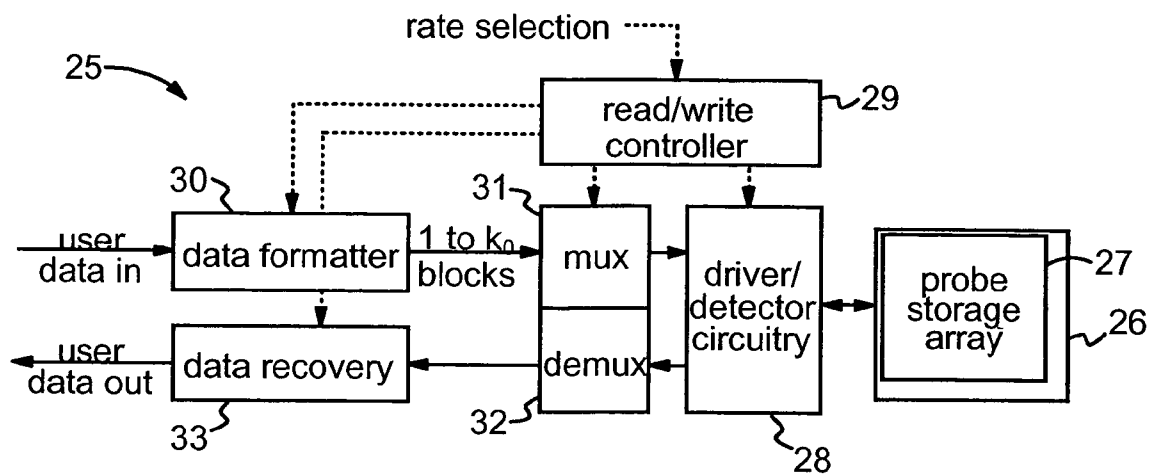 rate selection
25
read/write
controller
29
30
31
user
data in
data formatter
1 to k₀
blocks
mux
driver/
detector
circuitry
probe
storage
array
27
26
user
data out
data recovery
demux
33
32
28